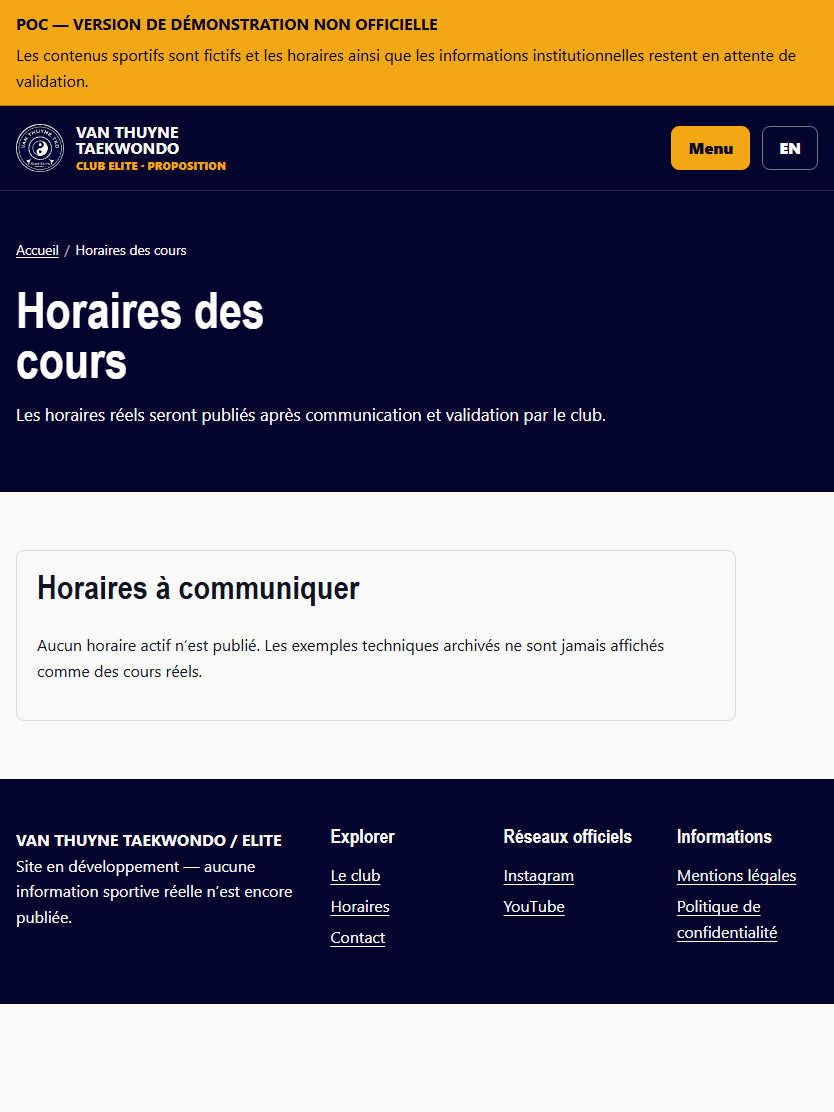 POC — VERSION DE DÉMONSTRATION NON OFFICIELLE
Les contenus sportifs sont fictifs et les horaires ainsi que les informations institutionnelles restent en attente de
validation.
VAN THUYNE
TAEKWONDO
CLUB ELITE · PROPOSITION
Menu
EN
Accueil / Horaires des cours
Horaires des
cours
Les horaires réels seront publiés après communication et validation par le club.
Horaires à communiquer
Aucun horaire actif n’est publié. Les exemples techniques archivés ne sont jamais affichés
comme des cours réels.
VAN THUYNE TAEKWONDO / ELITE
Site en développement — aucune
information sportive réelle n’est encore
publiée.
Explorer
Le club
Horaires
Contact
Réseaux officiels
Instagram
YouTube
Informations
Mentions légales
Politique de
confidentialité